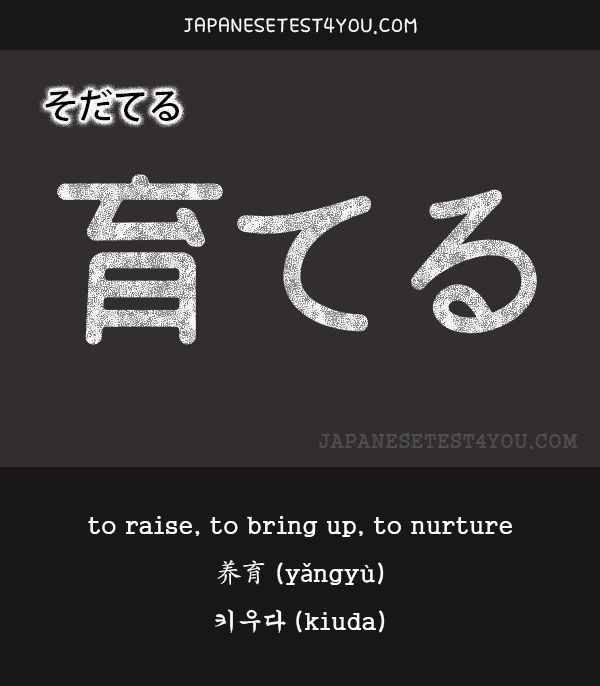 JAPANESETEST4YOU.COM
そだてる
育てる
JAPANESETEST4YOU.COM
to raise, to bring up, to nurture
养育 (yǎngyù)
키우다 (kiuda)